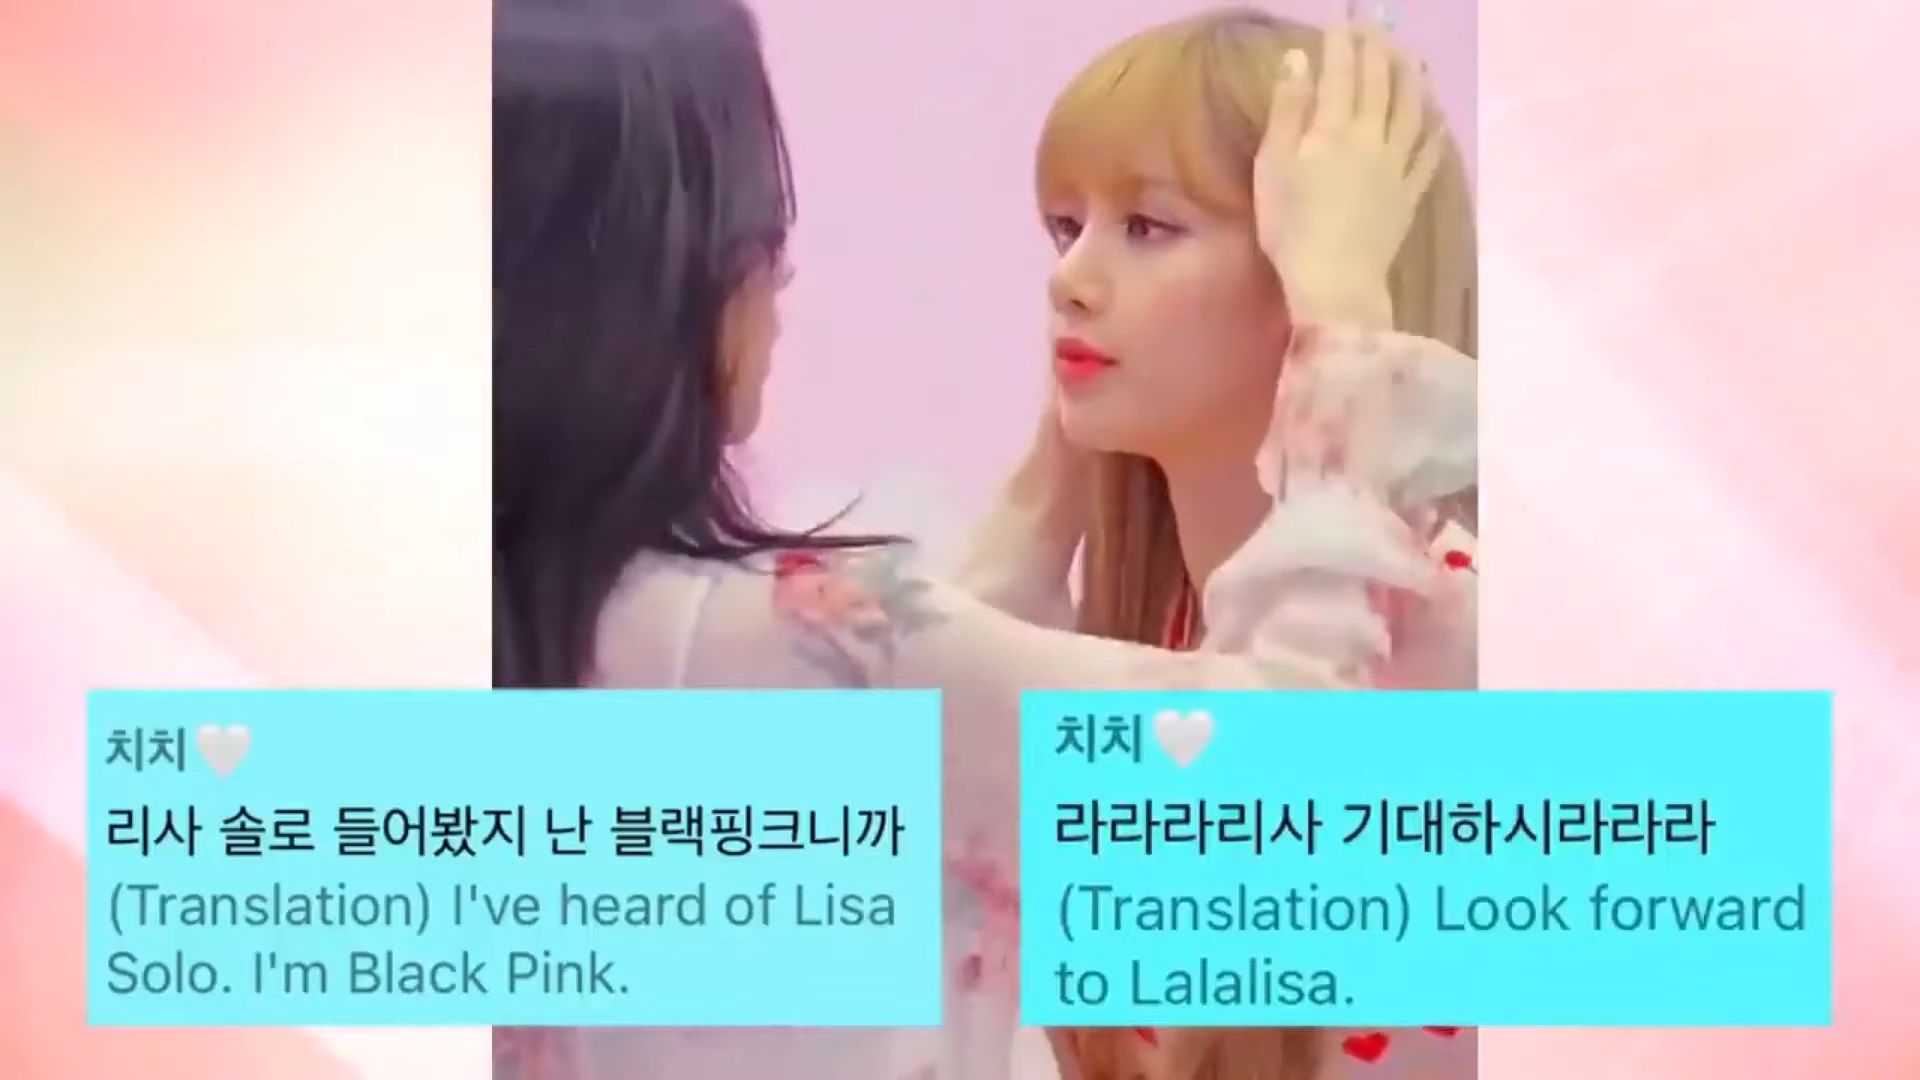 치치🤍
리사 솔로 들어봤지 난 블랙핑크니까
(Translation) I've heard of Lisa
Solo. I'm Black Pink.
치치🤍
라라라리사 기대하시라라라
(Translation) Look forward
to Lalalisa.